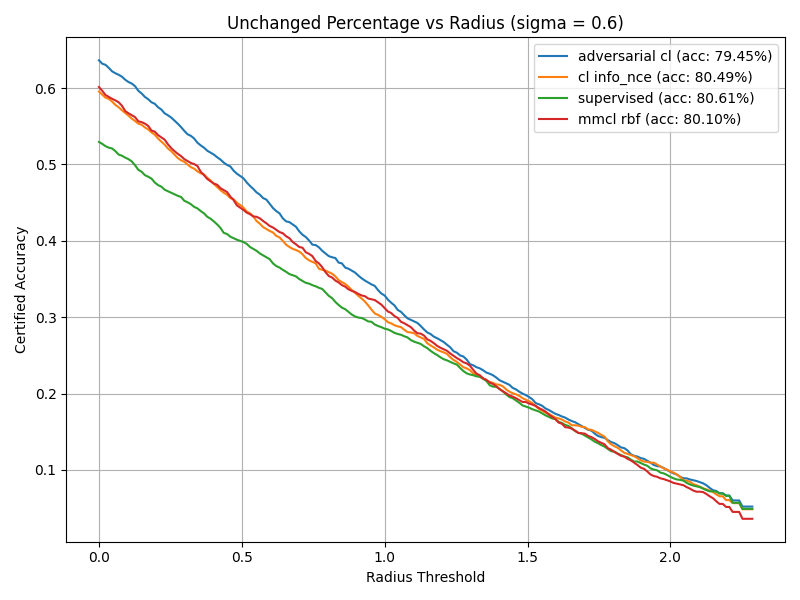 Unchanged Percentage vs Radius (sigma = 0.6)
adversarial cl (acc: 79.45%)
cl info_nce (acc: 80.49%)
supervised (acc: 80.61%)
mmcl rbf (acc: 80.10%)
Certified Accuracy
0.6
0.5
0.4
0.3
0.2
0.1
0.0 0.5 1.0 1.5 2.0
Radius Threshold